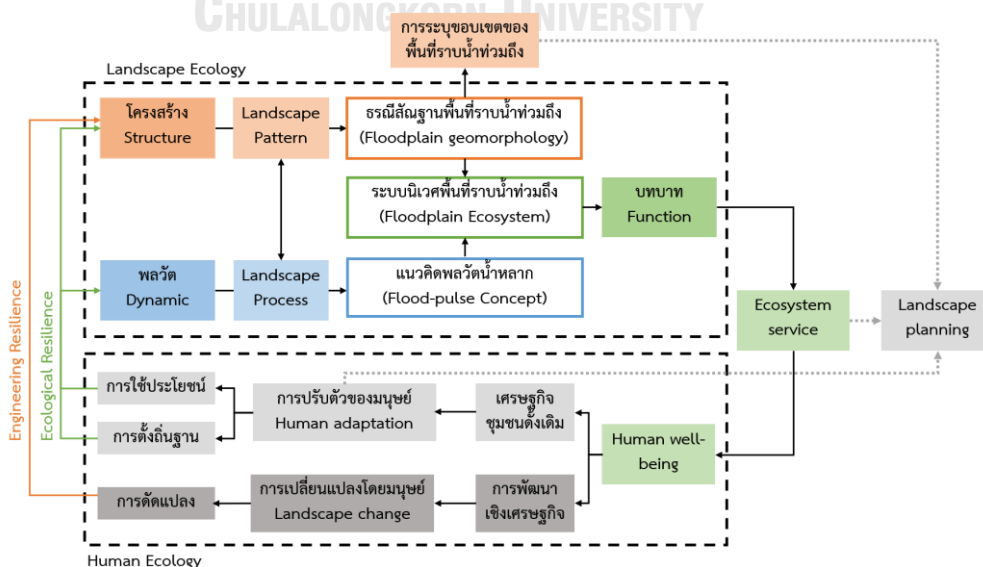 CHULALONGKORN UNIVERSITY
การระบุขอบเขตของ
พื้นที่ราบน้ำท่วมถึง
Landscape Ecology
โครงสร้าง
Structure
Landscape
Pattern
ธรณีสัณฐานพื้นที่ราบน้ำท่วมถึง
(Floodplain geomorphology)
ระบบนิเวศพื้นที่ราบน้ำท่วมถึง
(Floodplain Ecosystem)
บทบาท
Function
พลวัต
Dynamic
Landscape
Process
แนวคิดพลวัตน้ำหลาก
(Flood-pulse Concept)
Ecosystem
service
Landscape
planning
Engineering Resilience
Ecological Resilience
การใช้ประโยชน์
การตั้งถิ่นฐาน
การปรับตัวของมนุษย์
Human adaptation
เศรษฐกิจ
ชุมชนดั้งเดิม
Human well-
being
การดัดแปลง
การเปลี่ยนแปลงโดยมนุษย์
Landscape change
การพัฒนา
เชิงเศรษฐกิจ
Human Ecology